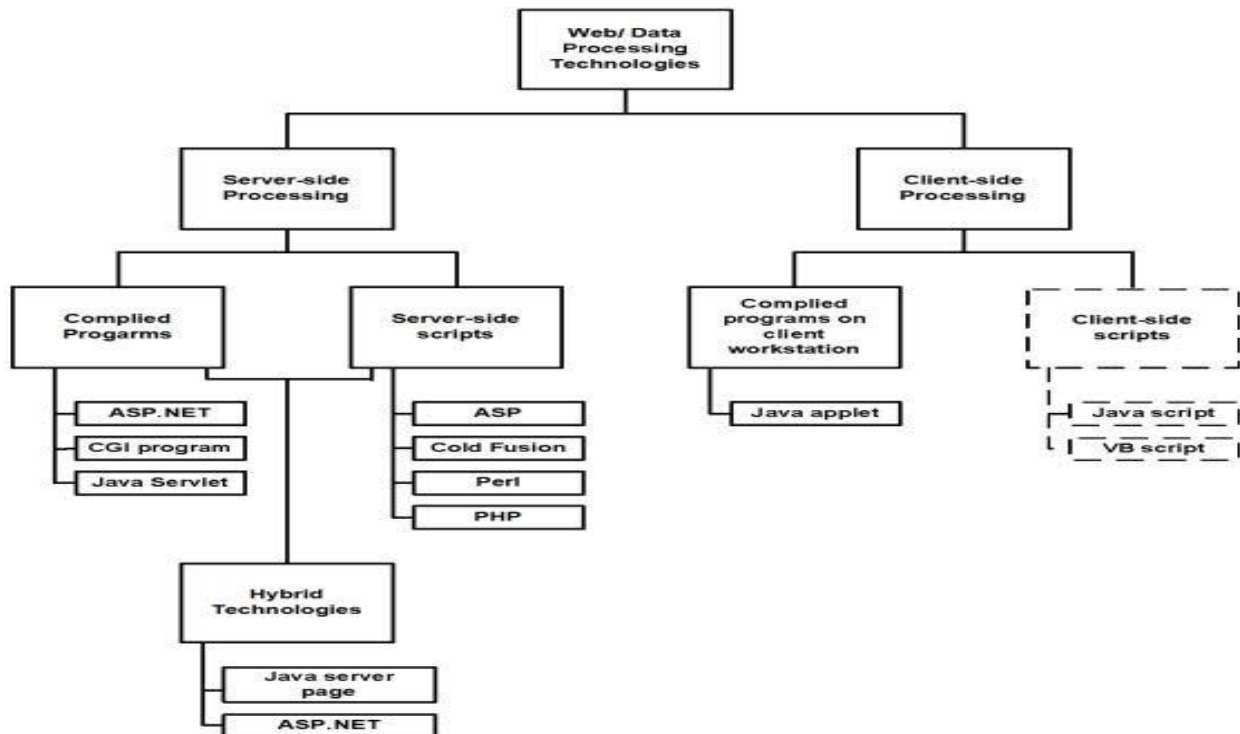 Web/ Data
Processing
Technologies
Server-side
Processing
Client-side
Processing
Complied
Progarms
Server-side
scripts
Complied
programs on
client
workstation
Client-side
scripts
ASP.NET
CGI program
Java Servlet
ASP
Cold Fusion
Perl
PHP
Java applet
Java script
VB script
Hybrid
Technologies
Java server
page
ASP.NET